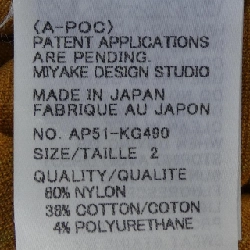 (A-POC)
PATENT APPLICATIONS
ARE PENDING.
MIYAKE DESIGN STUDIO
MADE IN JAPAN
FABRIQUE AU JAPON
NO. AP51-KG490
SIZE/TAILLE 2
QUALITY/QUALITE
60% NYLON
36% COTTON/COTON
4% POLYURETHANE